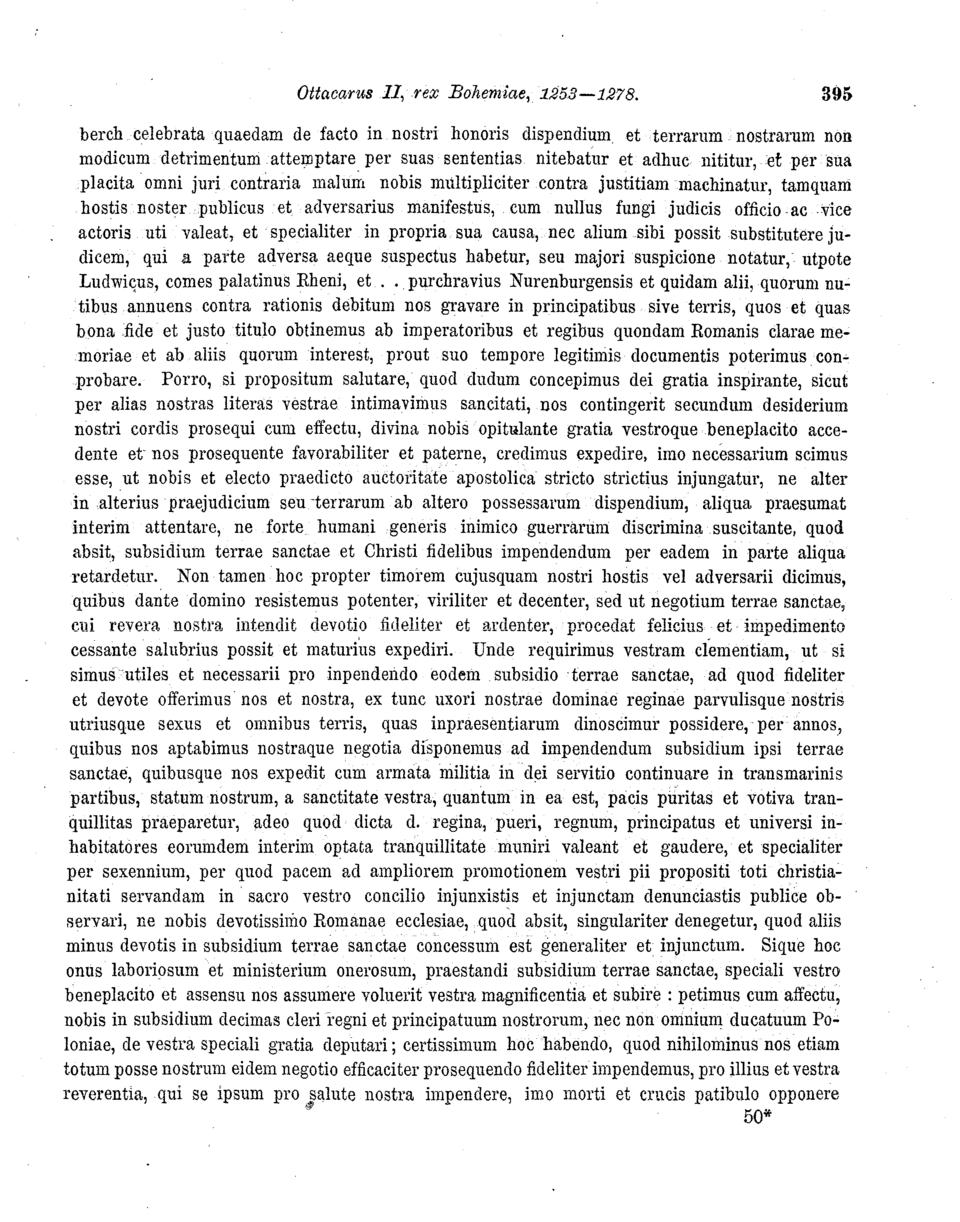 Ottacarus II, rex Bohemiae, 1253—1278. 395
berch celebrata quaedam de facto in nostri honoris dispendium et terrarum nostrarum non
modicum detrimentum attemptare per suas sententias nitebatur et adhuc nititur, et per sua
placita omni juri contraria malum nobis multipliciter contra justitiam machinatur, tamquam
hostis noster publicus et adversarius manifestus, cum nullus fungi judicis officio ac vice
actoris uti valeat, et specialiter in propria sua causa, nec alium sibi possit substitutere ju-
dicem, qui a parte adversa aeque suspectus habetur, seu majori suspicione notatur, utpote
Ludwicus, comes palatinus Rheni, et . . purchravius Nurenburgensis et quidam alii, quorum nu-
tibus annuens contra rationis debitum nos gravare in principatibus sive terris, quos et quas
bona fide et justo titulo obtinemus ab imperatoribus et regibus quondam Romanis clarae me-
moriae et ab aliis quorum interest, prout suo tempore legitimis documentis poterimus con-
probare. Porro, si propositum salutare, quod dudum concepimus dei gratia inspirante, sicut
per alias nostras literas vestrae intimavimus sancitati, nos contingerit secundum desiderium
nostri cordis prosequi cum effectu, divina nobis opitulante gratia vestroque beneplacito acce-
dente et nos prosequente favorabiliter et paterne, credimus expedire, imo necessarium scimus
esse, ut nobis et electo praedicto auctoritate apostolica stricto strictius injungatur, ne alter
in alterius praejudicium seu terrarum ab altero possessarum dispendium, aliqua praesumat
interim attentare, ne forte humani generis inimico guerrarum discrimina suscitante, quod
absit, subsidium terrae sanctae et Christi fidelibus impendendum per eadem in parte aliqua
retardetur. Non tamen hoc propter timorem cujusquam nostri hostis vel adversarii dicimus,
quibus dante domino resistemus potenter, viriliter et decenter, sed ut negotium terrae sanctae,
cui revera nostra intendit devotio fideliter et ardenter, procedat felicius et impedimento
cessante salubrius possit et maturius expediri. Unde requirimus vestram clementiam, ut si
simus utiles et necessarii pro inpendendo eodem subsidio terrae sanctae, ad quod fideliter
et devote offerimus nos et nostra, ex tunc uxori nostrae dominae reginae parvulisque nostris
utriusque sexus et omnibus terris, quas inpraesentiarum dinoscimur possidere, per annos,
quibus nos aptabimus nostraque negotia disponemus ad impendendum subsidium ipsi terrae
sanctae, quibusque nos expedit cum armata militia in dei servitio continuare in transmarinis
partibus, statum nostrum, a sanctitate vestra, quantum in ea est, pacis puritas et votiva tran-
quillitas praeparetur, adeo quod dicta d. regina, pueri, regnum, principatus et universi in-
habitatores eorumdem interim optata tranquillitate muniri valeant et gaudere, et specialiter
per sexennium, per quod pacem ad ampliorem promotionem vestri pii propositi toti christia-
nitati servandam in sacro vestro concilio injunxistis et injunctam denunciastis publice ob-
servari, ne nobis devotissimo Romanae ecclesiae, quod absit, singulariter denegetur, quod aliis
minus devotis in subsidium terrae sanctae concessum est generaliter et injunctum. Sique hoc
onus laboriosum et ministerium onerosum, praestandi subsidium terrae sanctae, speciali vestro
beneplacito et assensu nos assumere voluerit vestra magnificentia et subire : petimus cum affectu,
nobis in subsidium decimas cleri regni et principatuum nostrorum, nec non omnium ducatuum Po-
loniae, de vestra speciali gratia deputari; certissimum hoc habendo, quod nihilominus nos etiam
totum posse nostrum eidem negotio efficaciter prosequendo fideliter impendemus, pro illius et vestra
reverentia, qui se ipsum pro salute nostra impendere, imo morti et crucis patibulo opponere
50*